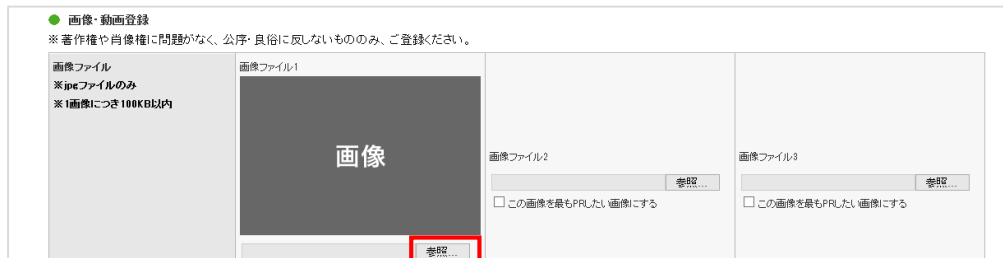 画像・動画登録
※著作権や肖像権に問題がなく、公序・良俗に反しないもののみ、ご登録ください。
画像ファイル
※jpgファイルのみ
※1画像につき100KB以内
画像ファイル1
画像
参照...
画像ファイル2
参照...
この画像を最もPRしたい画像にする
画像ファイル3
参照...
この画像を最もPRしたい画像にする